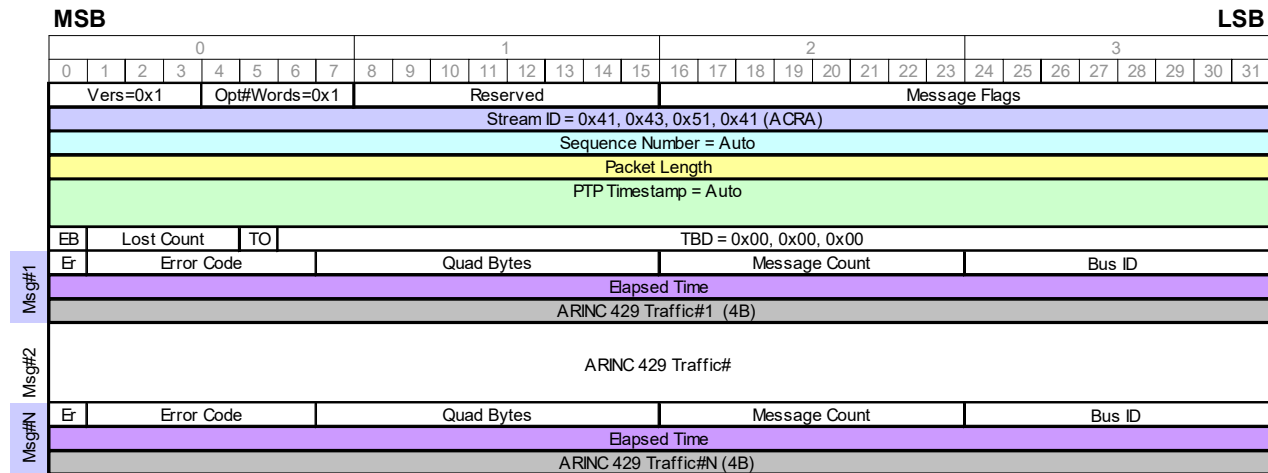 MSB LSB
0 1 2 3
0 1 2 3 4 5 6 7 8 9 10 11 12 13 14 15 16 17 18 19 20 21 22 23 24 25 26 27 28 29 30 31
Vers=0x1 Opt#Words=0x1 Reserved Message Flags
Stream ID = 0x41, 0x43, 0x51, 0x41 (ACRA)
Sequence Number = Auto
Packet Length
PTP Timestamp = Auto
EB Lost Count TO TBD = 0x00, 0x00, 0x00
Msg#1
Er Error Code Quad Bytes Message Count Bus ID
Elapsed Time
ARINC 429 Traffic#1 (4B)
Msg#2
ARINC 429 Traffic#
Msg#N
Er Error Code Quad Bytes Message Count Bus ID
Elapsed Time
ARINC 429 Traffic#N (4B)